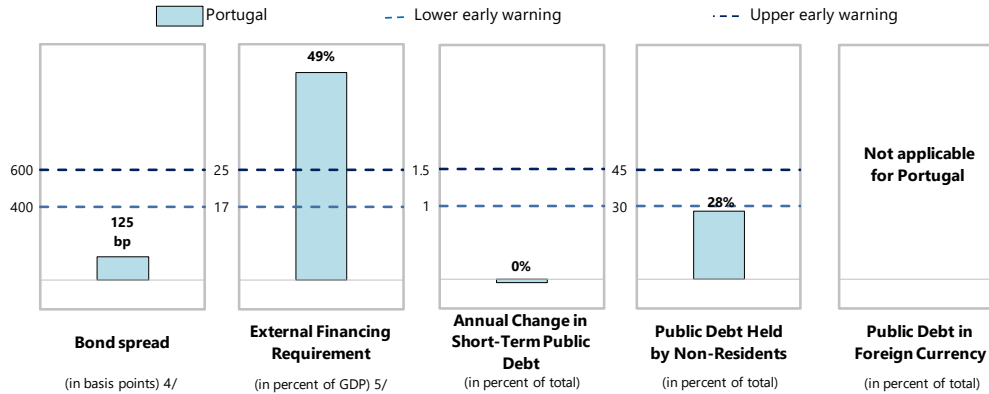 Portugal
Lower early warning
Upper early warning
49%
600
25
1.5
45
400
17
1
30
125
bp
0%
28%
Not applicable
for Portugal
Bond spread
(in basis points) 4/
External Financing
Requirement
(in percent of GDP) 5/
Annual Change in
Short-Term Public
Debt
(in percent of total)
Public Debt Held
by Non-Residents
(in percent of total)
Public Debt in
Foreign Currency
(in percent of total)